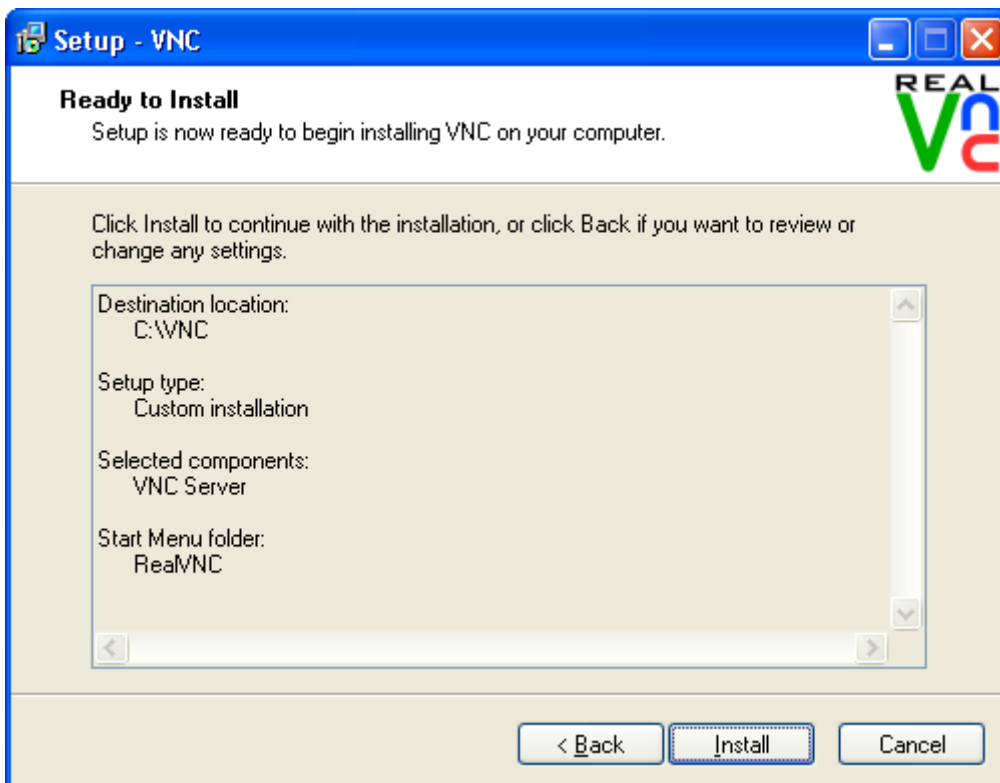 Setup - VNC
REAL
Vnc
Ready to Install
Setup is now ready to begin installing VNC on your computer.
Click Install to continue with the installation, or click Back if you want to review or
change any settings.
Destination location:
C:\VNC
Setup type:
Custom installation
Selected components:
VNC Server
Start Menu folder:
RealVNC
< Back
Install
Cancel